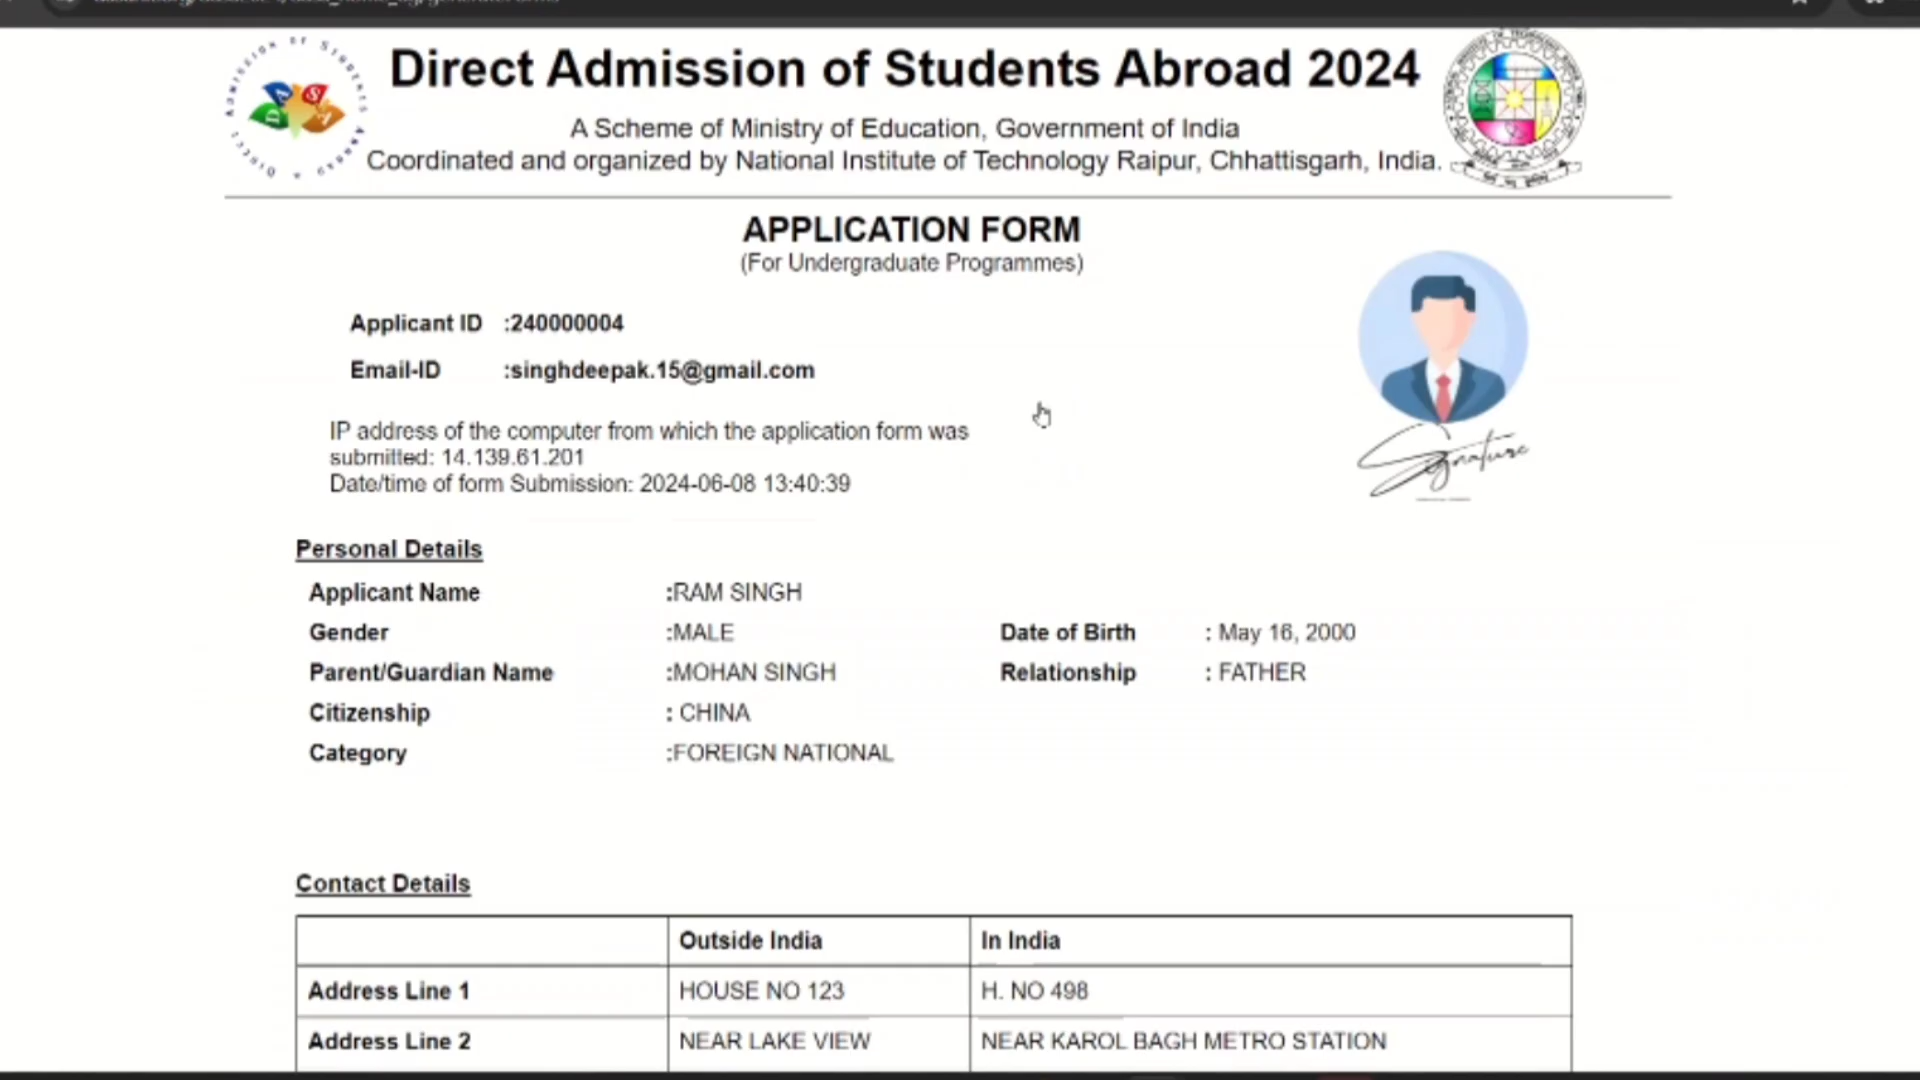 Direct Admission of Students Abroad 2024
A Scheme of Ministry of Education, Government of India
Coordinated and organized by National Institute of Technology Raipur, Chhattisgarh, India.
APPLICATION FORM
(For Undergraduate Programmes)
Applicant ID :240000004
Email-ID :singhdeepak.15@gmail.com
IP address of the computer from which the application form was
submitted: 14.139.61.201
Date/time of form Submission: 2024-06-08 13:40:39
Signature
Personal Details
Applicant Name :RAM SINGH
Gender :MALE Date of Birth : May 16, 2000
Parent/Guardian Name :MOHAN SINGH Relationship : FATHER
Citizenship : CHINA
Category :FOREIGN NATIONAL
Contact Details
Outside India In India
Address Line 1 HOUSE NO 123 H. NO 498
Address Line 2 NEAR LAKE VIEW NEAR KAROL BAGH METRO STATION